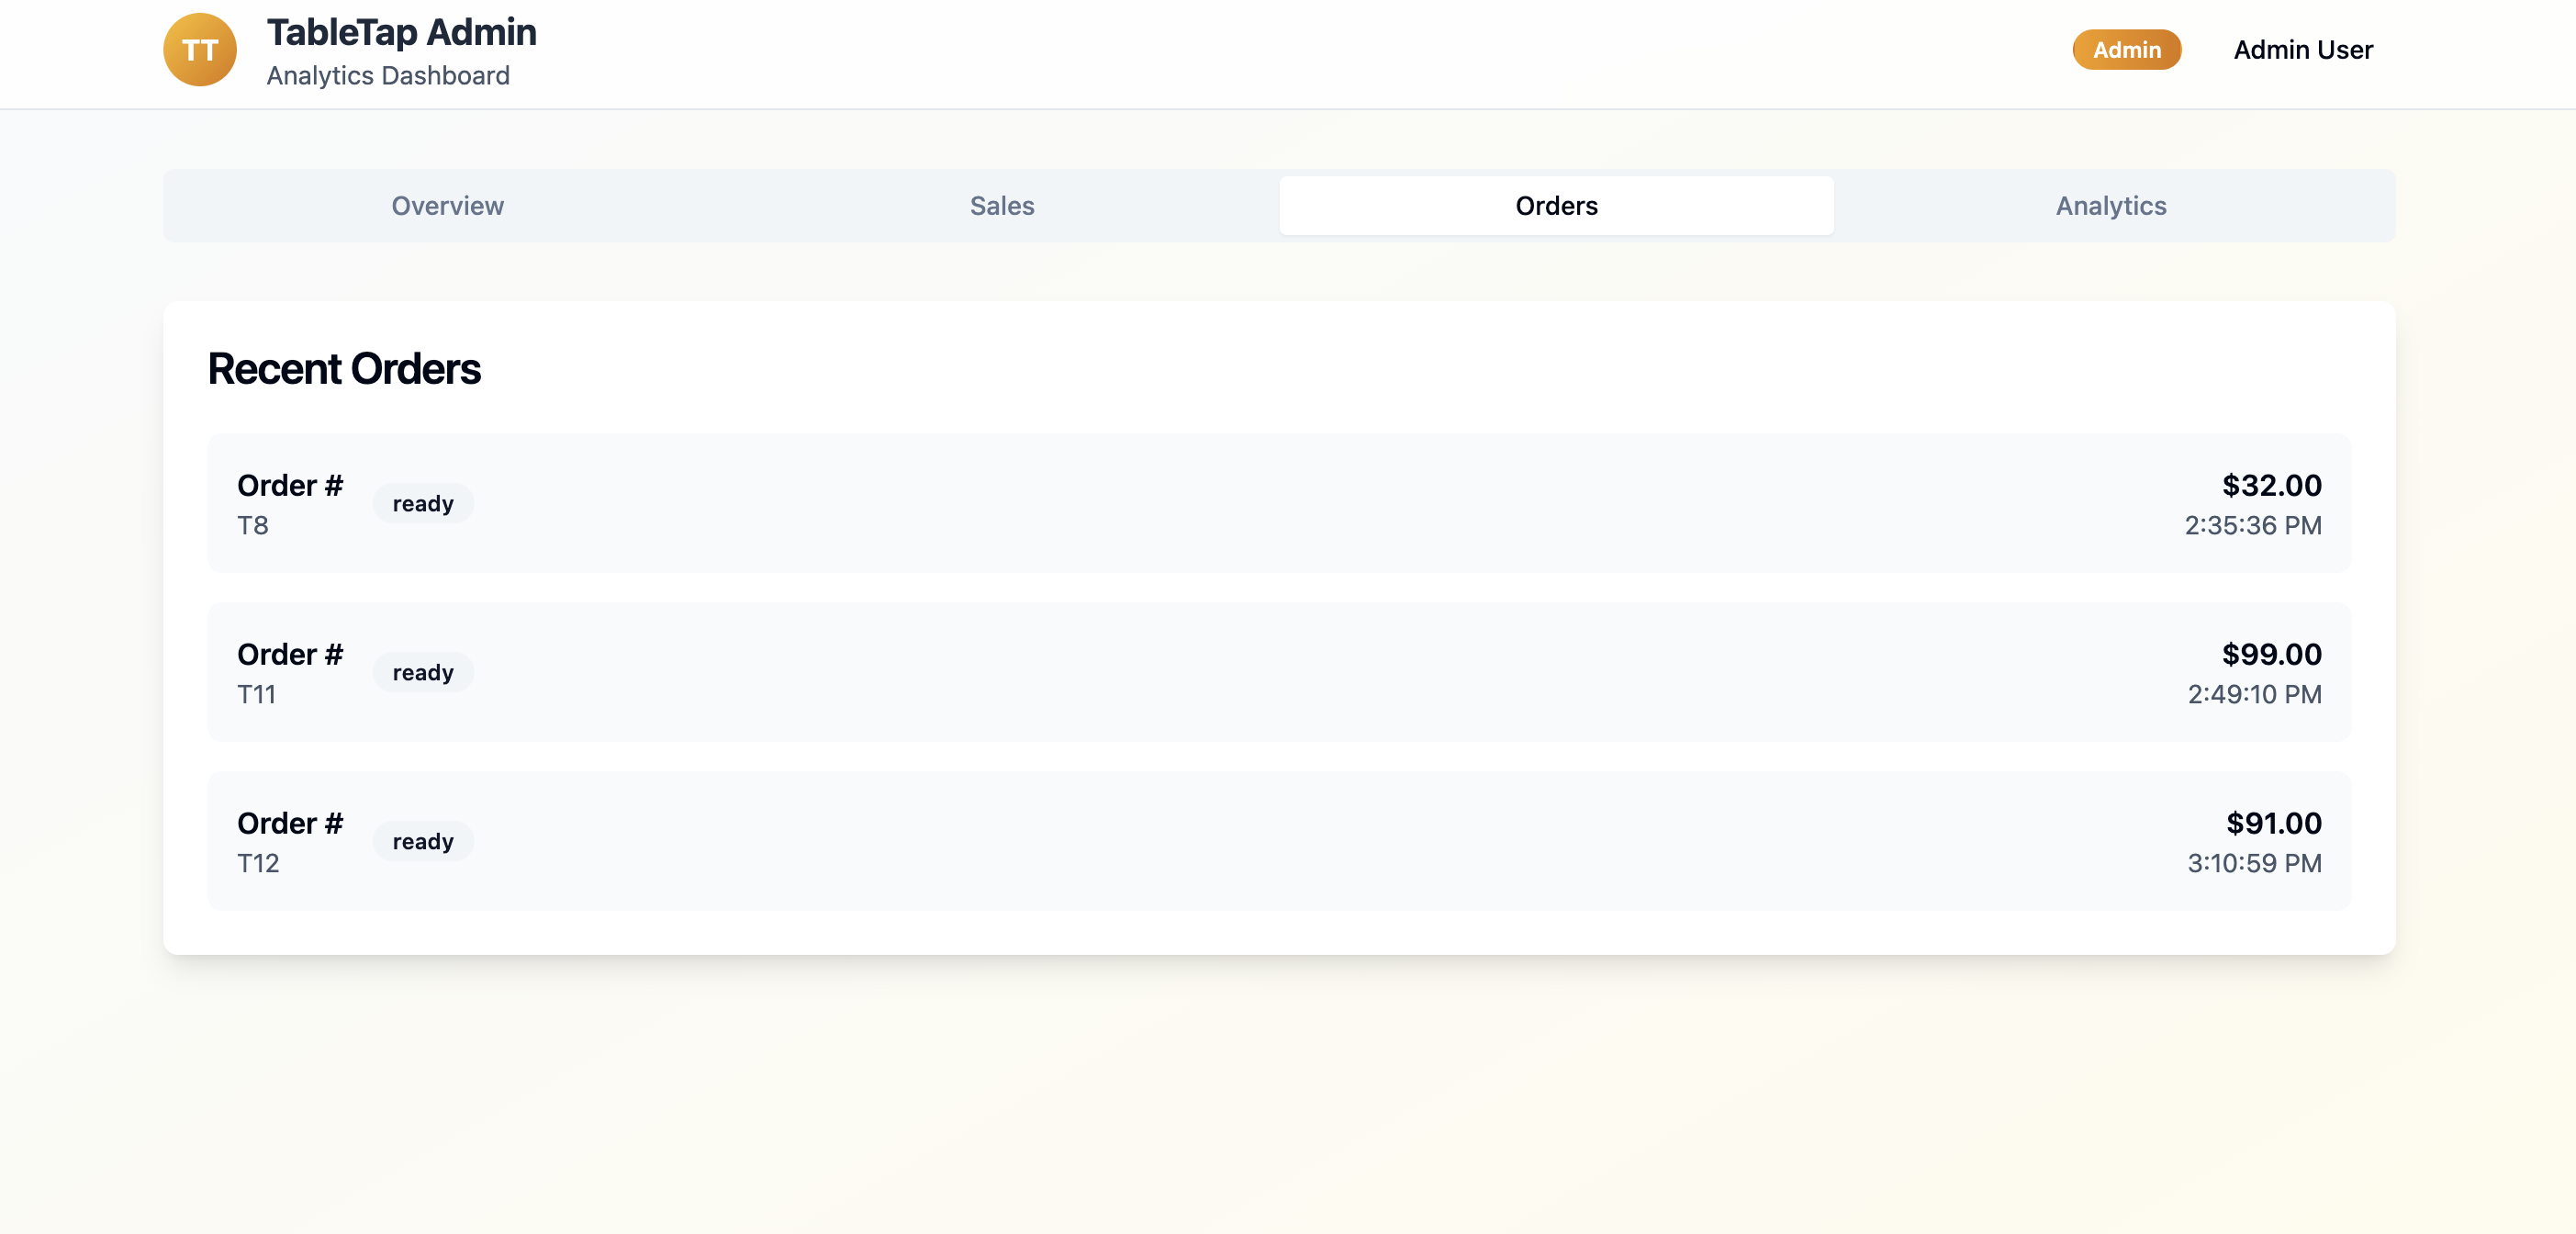 TT
TableTap Admin
Analytics Dashboard
Admin
Admin User
Overview
Sales
Orders
Analytics
Recent Orders
Order #
T8
ready
$32.00
2:35:36 PM
Order #
T11
ready
$99.00
2:49:10 PM
Order #
T12
ready
$91.00
3:10:59 PM